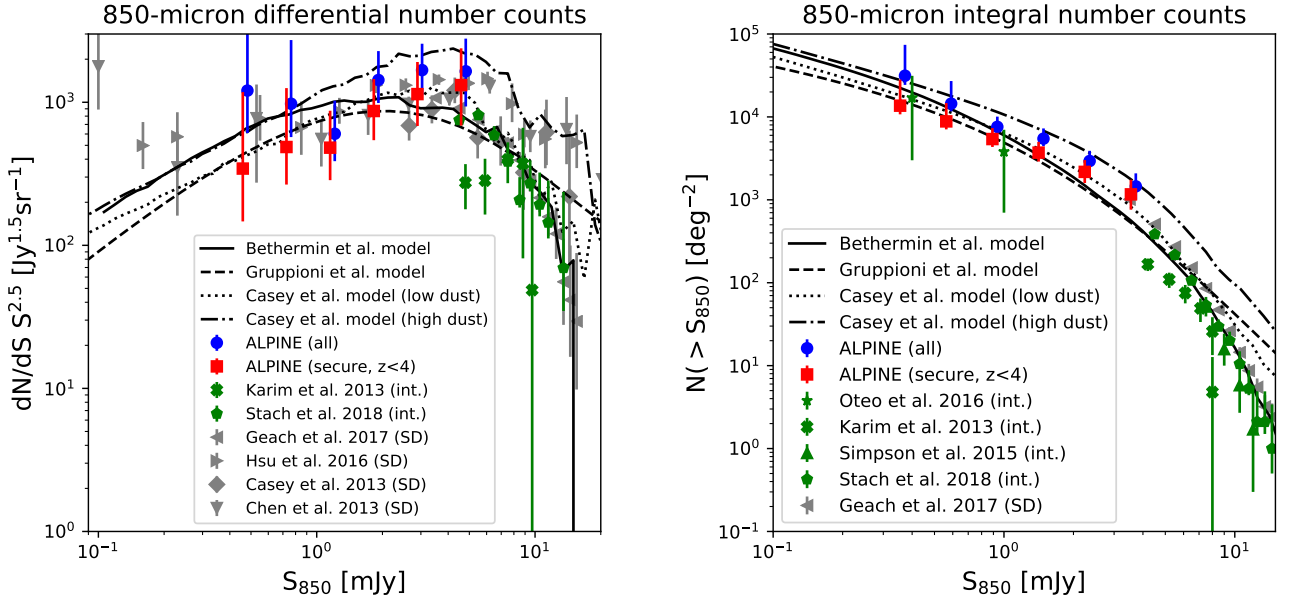 850-micron differential number counts
dN/dS S^2.5 [Jy^1.5 sr^−1]
10^3
10^2
10^1
10^0
Bethermin et al. model
Gruppioni et al. model
Casey et al. model (low dust)
Casey et al. model (high dust)
ALPINE (all)
ALPINE (secure, z<4)
Karim et al. 2013 (int.)
Stach et al. 2018 (int.)
Geach et al. 2017 (SD)
Hsu et al. 2016 (SD)
Casey et al. 2013 (SD)
Chen et al. 2013 (SD)
10^−1
10^0
10^1
S_850 [mJy]
850-micron integral number counts
N( > S_850) [deg^−2]
10^5
10^4
10^3
10^2
10^1
10^0
10^−1
Bethermin et al. model
Gruppioni et al. model
Casey et al. model (low dust)
Casey et al. model (high dust)
ALPINE (all)
ALPINE (secure, z<4)
Oteo et al. 2016 (int.)
Karim et al. 2013 (int.)
Simpson et al. 2015 (int.)
Stach et al. 2018 (int.)
Geach et al. 2017 (SD)
10^−1
10^0
10^1
S_850 [mJy]